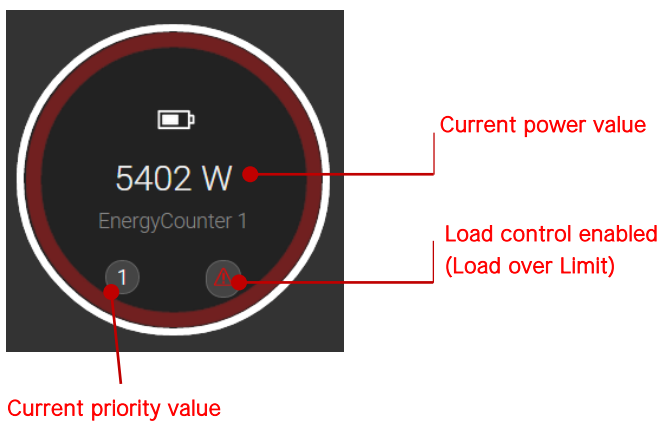 Current power value
5402 W
EnergyCounter 1
Load control enabled
(Load over Limit)
1
Current priority value